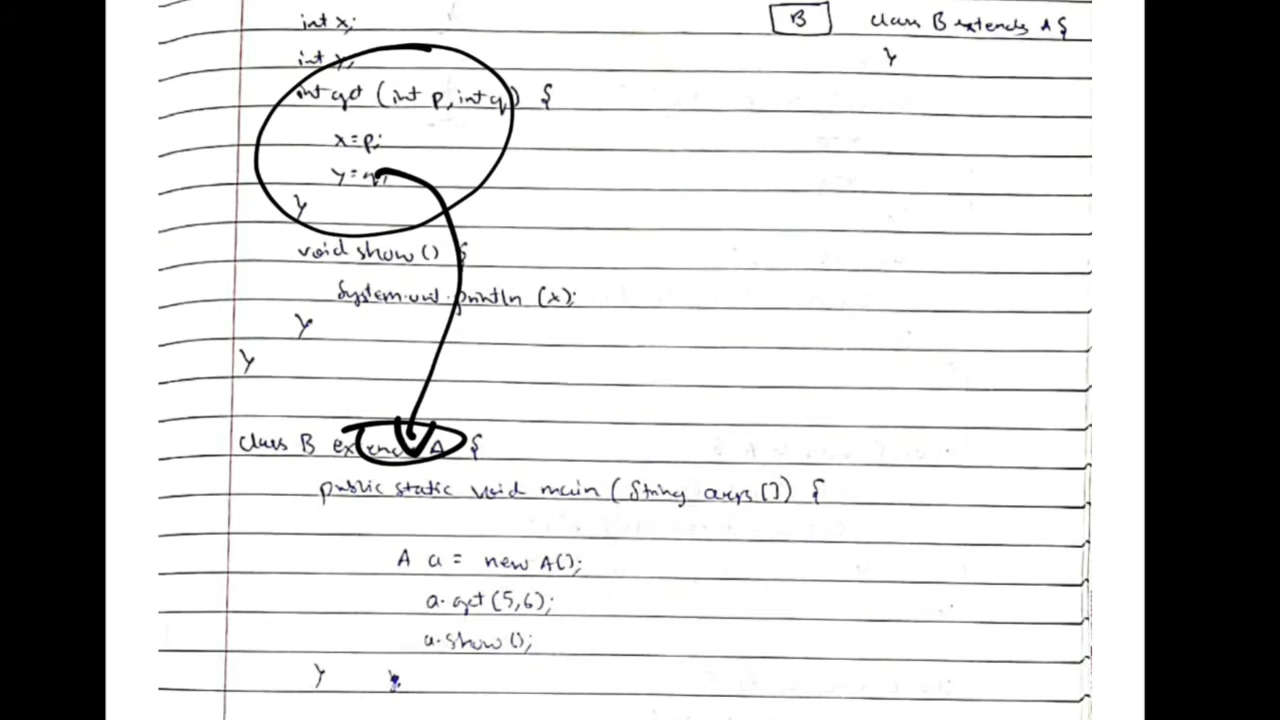 int x;
int y;
int get (int p, int q) {
x = p;
y = q;
}
void show () {
System.out.println (x);
}
}
class B extends A {
public static void main (String args []) {
A a = new A();
a.get (5,6);
a.show ();
} }
B
class B extends A {
}